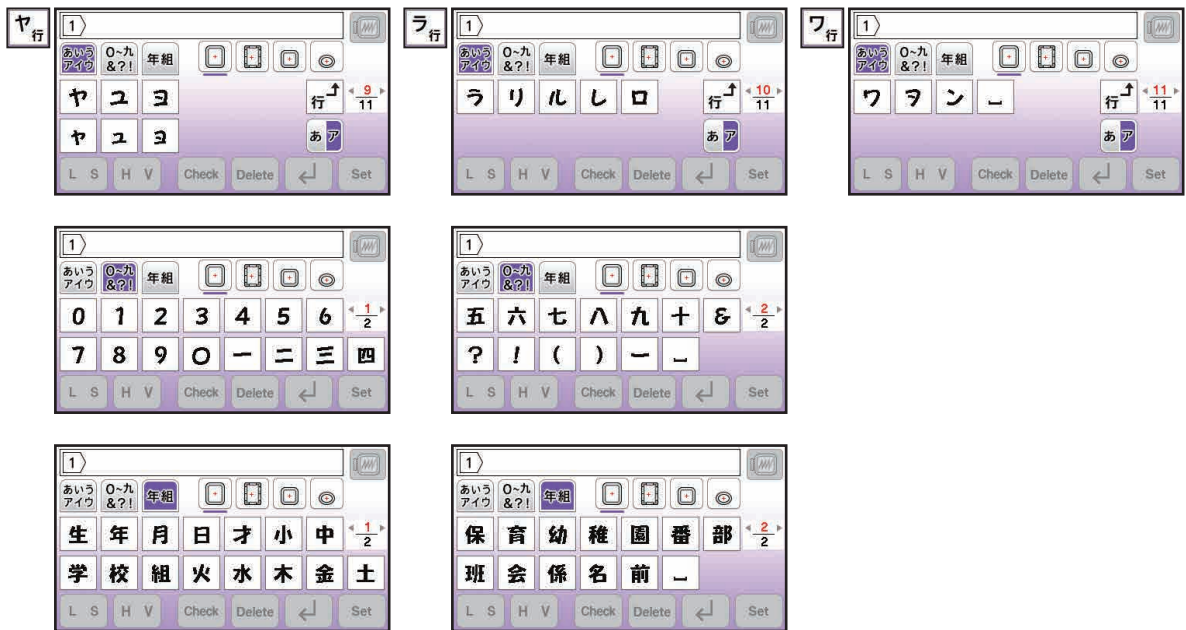 ヤ行
1
あいう アイウ 0~九 &?! 年組
ヤ ユ ヨ 行 9/11
ャ ュ ョ あ ア
L S H V Check Delete Set
ラ行
1
あいう アイウ 0~九 &?! 年組
ラ リ ル レ ロ 行 10/11
あ ア
L S H V Check Delete Set
ワ行
1
あいう アイウ 0~九 &?! 年組
ワ ヲ ン ⎵ 行 11/11
あ ア
L S H V Check Delete Set
1
あいう アイウ 0~九 &?! 年組
0 1 2 3 4 5 6 1/2
7 8 9 〇 一 二 三 四
L S H V Check Delete Set
1
あいう アイウ 0~九 &?! 年組
五 六 七 八 九 十 & 2/2
? ! ( ) ー ⎵
L S H V Check Delete Set
1
あいう アイウ 0~九 &?! 年組
生 年 月 日 才 小 中 1/2
学 校 組 火 水 木 金 土
L S H V Check Delete Set
1
あいう アイウ 0~九 &?! 年組
保 育 幼 稚 園 番 部 2/2
班 会 係 名 前 ⎵
L S H V Check Delete Set